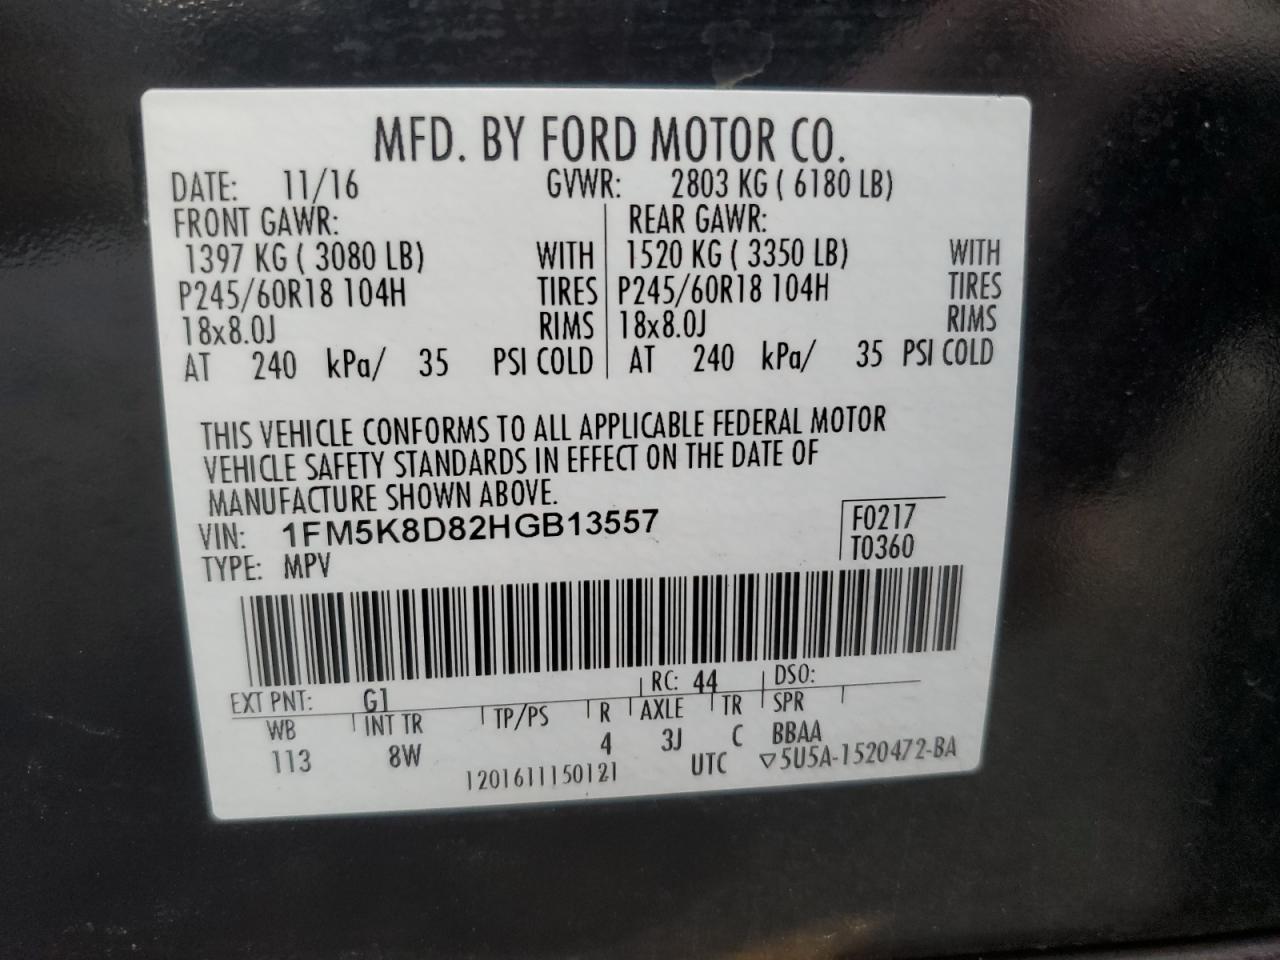 MFD. BY FORD MOTOR CO.
DATE: 11/16 GVWR: 2803 KG ( 6180 LB)
FRONT GAWR: REAR GAWR:
1397 KG ( 3080 LB) WITH 1520 KG ( 3350 LB) WITH
P245/60R18 104H TIRES P245/60R18 104H TIRES
18x8.0J RIMS 18x8.0J RIMS
AT 240 kPa/ 35 PSI COLD AT 240 kPa/ 35 PSI COLD
THIS VEHICLE CONFORMS TO ALL APPLICABLE FEDERAL MOTOR
VEHICLE SAFETY STANDARDS IN EFFECT ON THE DATE OF
MANUFACTURE SHOWN ABOVE.
VIN: 1FM5K8D82HGB13557 F0217
TYPE: MPV T0360
EXT PNT: G1 RC: 44 DSO:
WB INT TR TP/PS R AXLE TR SPR
113 8W 4 3J C BBAA
1201611150121 UTC ▽5U5A-1520472-BA